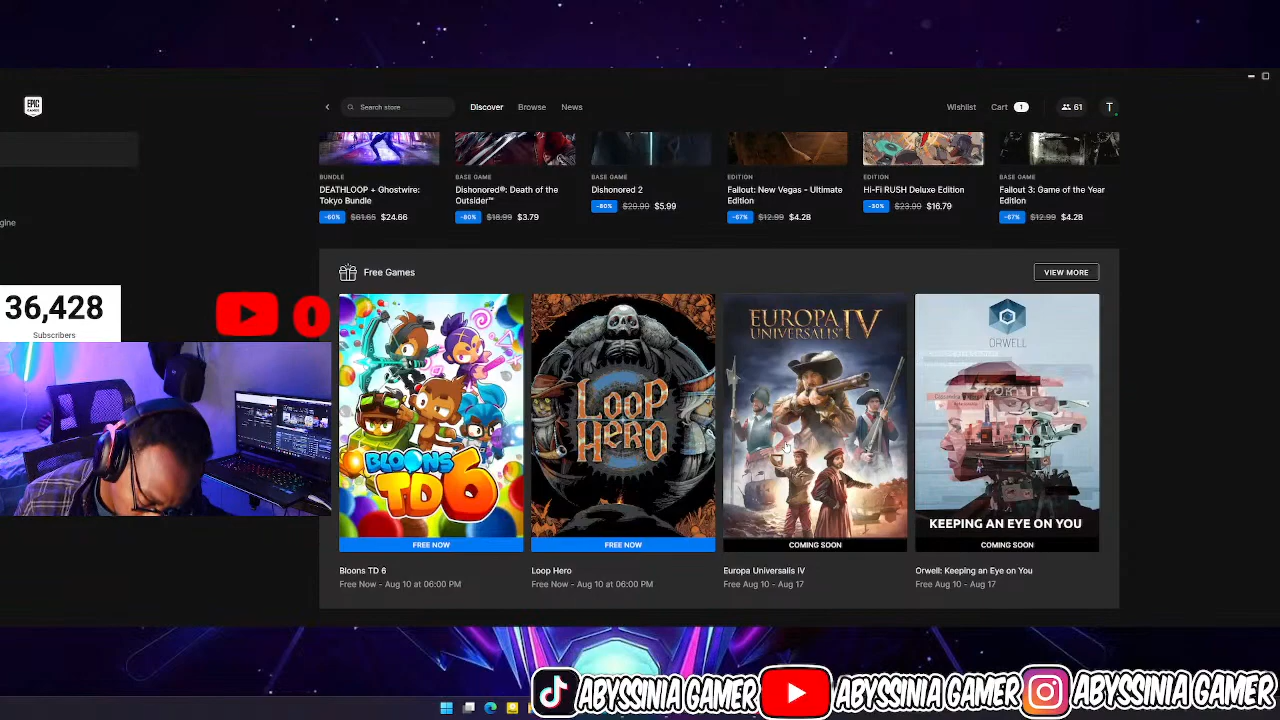 EPIC
GAMES
Search store
Discover
Browse
News
Wishlist
Cart
1
61
T
BUNDLE
DEATHLOOP + Ghostwire:
Tokyo Bundle
-60% $61.65 $24.66
BASE GAME
Dishonored®: Death of the
Outsider™
-80% $18.99 $3.79
BASE GAME
Dishonored 2
-80% $29.99 $5.99
EDITION
Fallout: New Vegas - Ultimate
Edition
-67% $12.99 $4.28
EDITION
Hi-Fi RUSH Deluxe Edition
-30% $23.99 $16.79
BASE GAME
Fallout 3: Game of the Year
Edition
-67% $12.99 $4.28
gine
Free Games
VIEW MORE
36,428
Subscribers
0
BLOONS
TD6
FREE NOW
Bloons TD 6
Free Now - Aug 10 at 06:00 PM
LOOP
HERO
FREE NOW
Loop Hero
Free Now - Aug 10 at 06:00 PM
EUROPA
UNIVERSALIS IV
COMING SOON
Europa Universalis IV
Free Aug 10 - Aug 17
ORWELL
KEEPING AN EYE ON YOU
COMING SOON
Orwell: Keeping an Eye on You
Free Aug 10 - Aug 17
ABYSSINIA GAMER
ABYSSINIA GAMER
ABYSSINIA GAMER